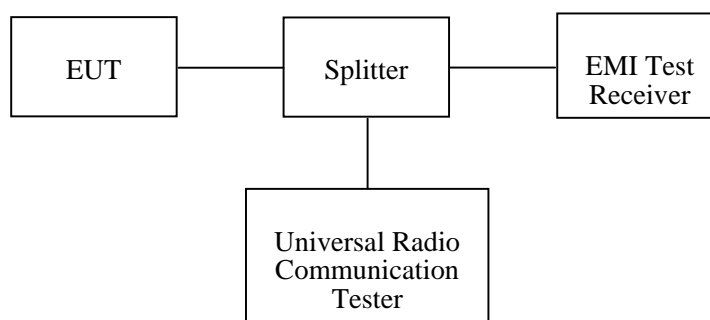 EUT
Splitter
EMI Test
Receiver
Universal Radio
Communication
Tester